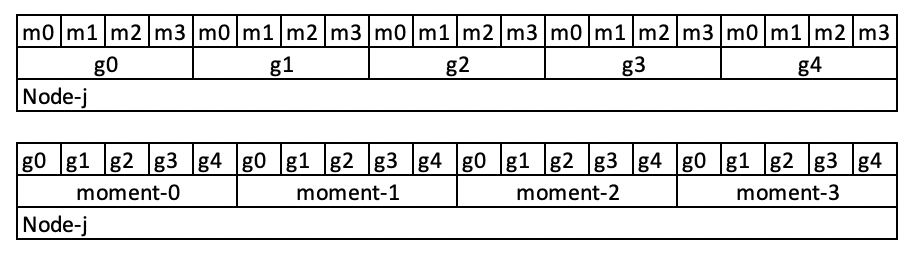 m0 m1 m2 m3 m0 m1 m2 m3 m0 m1 m2 m3 m0 m1 m2 m3 m0 m1 m2 m3
g0 g1 g2 g3 g4
Node-j
g0 g1 g2 g3 g4 g0 g1 g2 g3 g4 g0 g1 g2 g3 g4 g0 g1 g2 g3 g4
moment-0 moment-1 moment-2 moment-3
Node-j